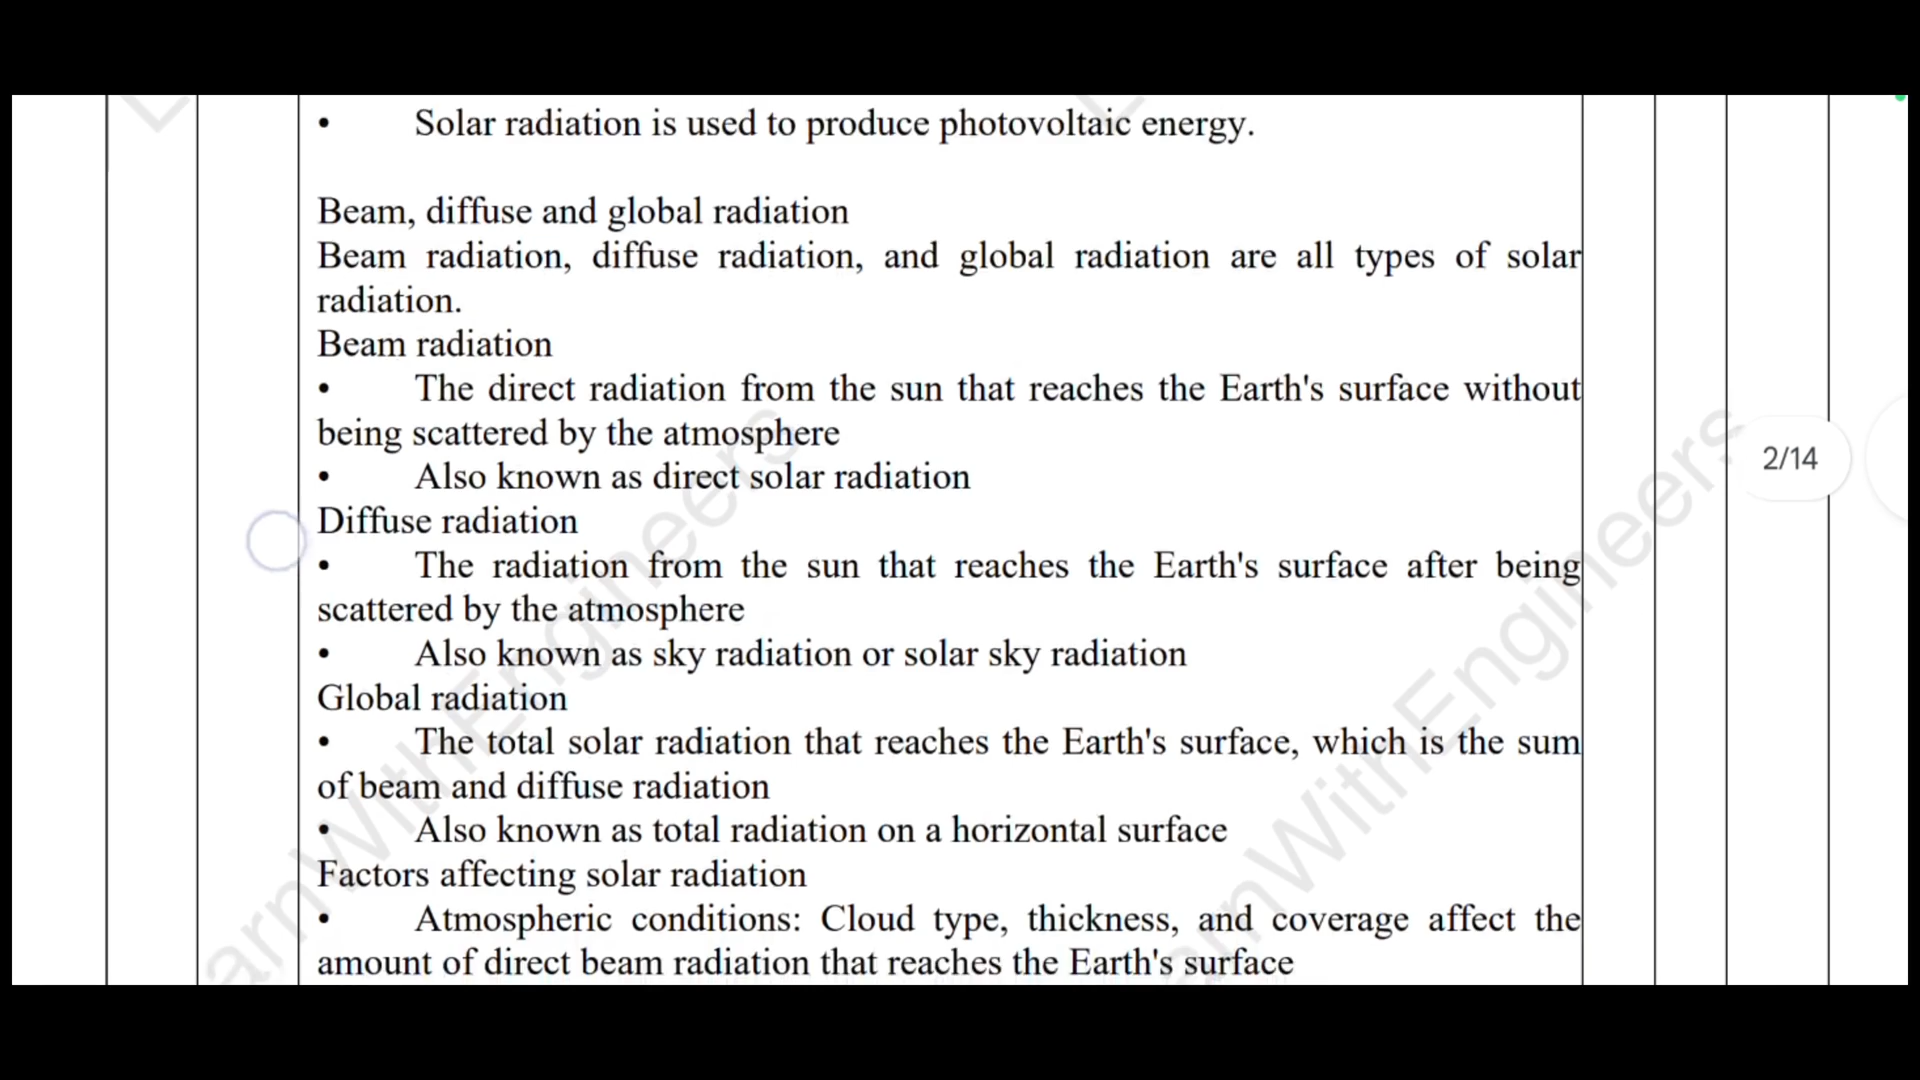 • Solar radiation is used to produce photovoltaic energy.
Beam, diffuse and global radiation
Beam radiation, diffuse radiation, and global radiation are all types of solar
radiation.
Beam radiation
• The direct radiation from the sun that reaches the Earth's surface without
being scattered by the atmosphere
• Also known as direct solar radiation
Diffuse radiation
• The radiation from the sun that reaches the Earth's surface after being
scattered by the atmosphere
• Also known as sky radiation or solar sky radiation
Global radiation
• The total solar radiation that reaches the Earth's surface, which is the sum
of beam and diffuse radiation
• Also known as total radiation on a horizontal surface
Factors affecting solar radiation
• Atmospheric conditions: Cloud type, thickness, and coverage affect the
amount of direct beam radiation that reaches the Earth's surface
2/14
arnWithEngineers
arnWithEngineers